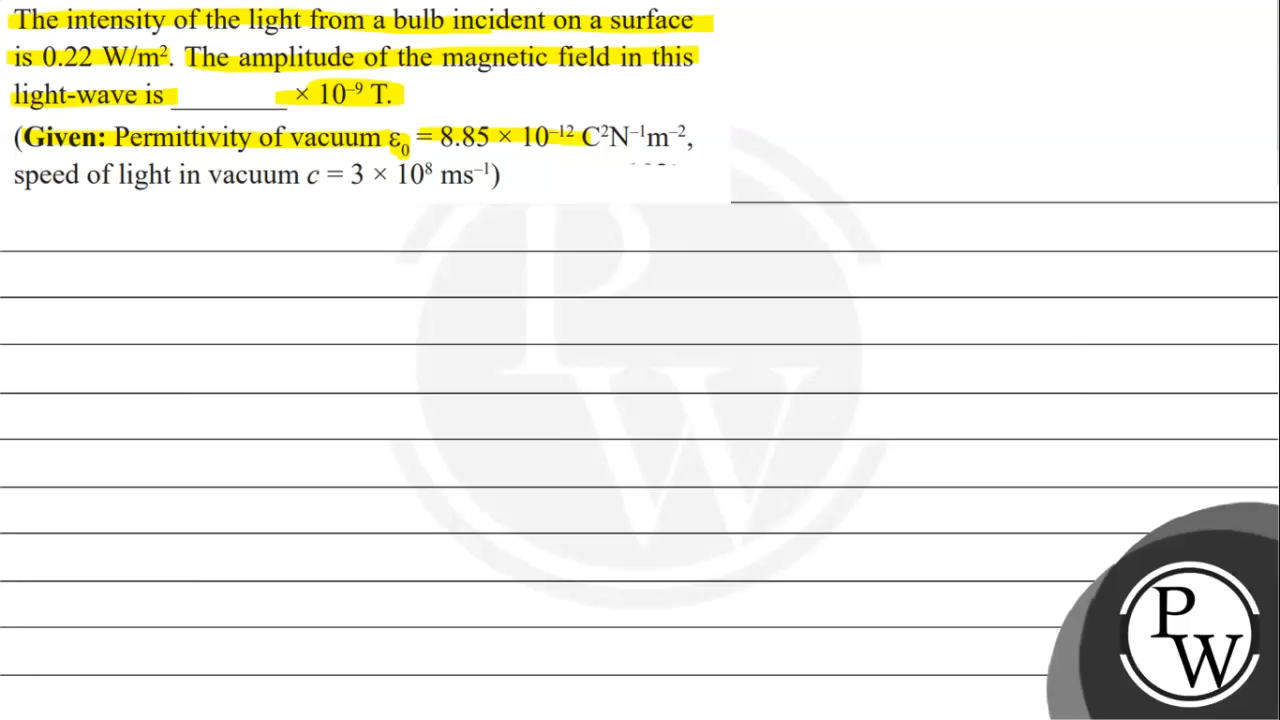 The intensity of the light from a bulb incident on a surface
is 0.22 W/m². The amplitude of the magnetic field in this
light-wave is ________ × 10⁻⁹ T.
(Given: Permittivity of vacuum ε₀ = 8.85 × 10⁻¹² C²N⁻¹m⁻²,
speed of light in vacuum c = 3 × 10⁸ ms⁻¹)
P
W
P
W